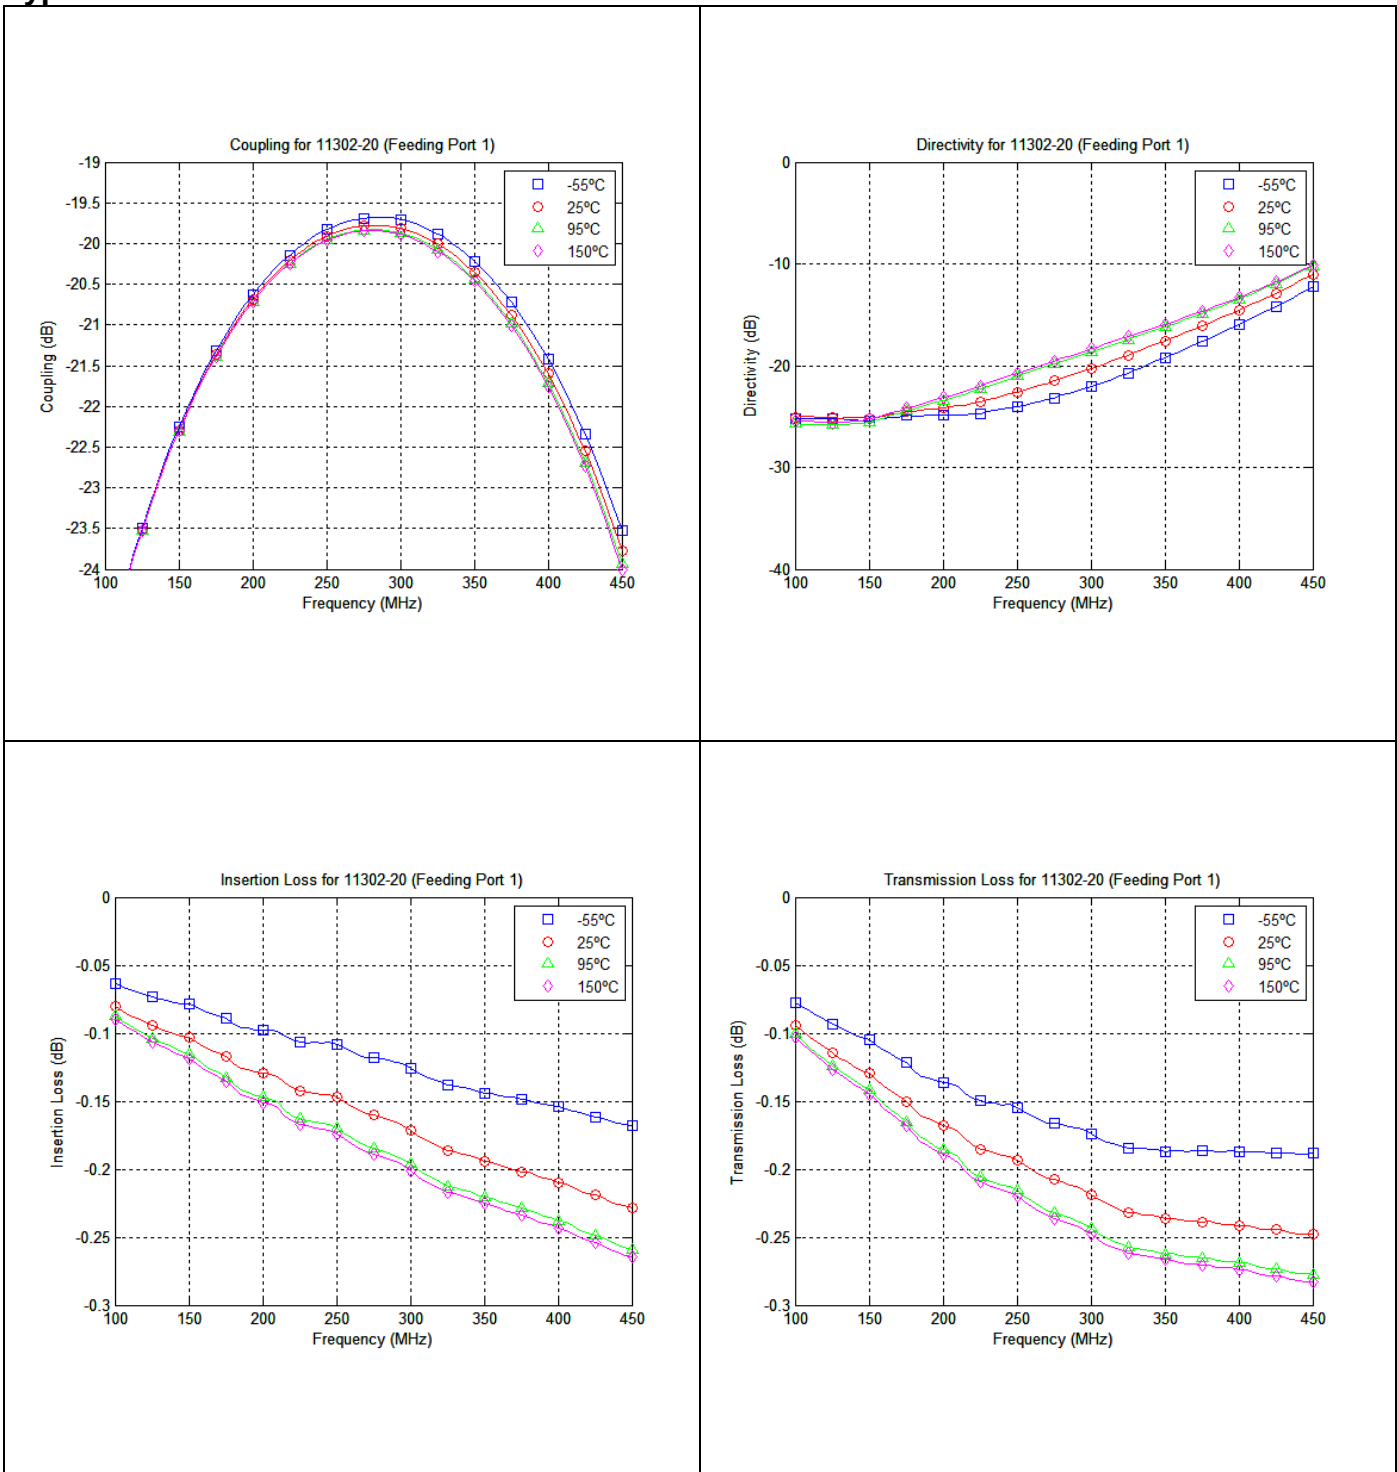 Coupling for 11302-20 (Feeding Port 1)
-19
-19.5
-20
-20.5
-21
-21.5
-22
-22.5
-23
-23.5
-24
Coupling (dB)
-55ºC
25ºC
95ºC
150ºC
100 150 200 250 300 350 400 450
Frequency (MHz)
Directivity for 11302-20 (Feeding Port 1)
0
-10
-20
-30
-40
Directivity (dB)
-55ºC
25ºC
95ºC
150ºC
100 150 200 250 300 350 400 450
Frequency (MHz)
Insertion Loss for 11302-20 (Feeding Port 1)
0
-0.05
-0.1
-0.15
-0.2
-0.25
-0.3
Insertion Loss (dB)
-55ºC
25ºC
95ºC
150ºC
100 150 200 250 300 350 400 450
Frequency (MHz)
Transmission Loss for 11302-20 (Feeding Port 1)
0
-0.05
-0.1
-0.15
-0.2
-0.25
-0.3
Transmission Loss (dB)
-55ºC
25ºC
95ºC
150ºC
100 150 200 250 300 350 400 450
Frequency (MHz)